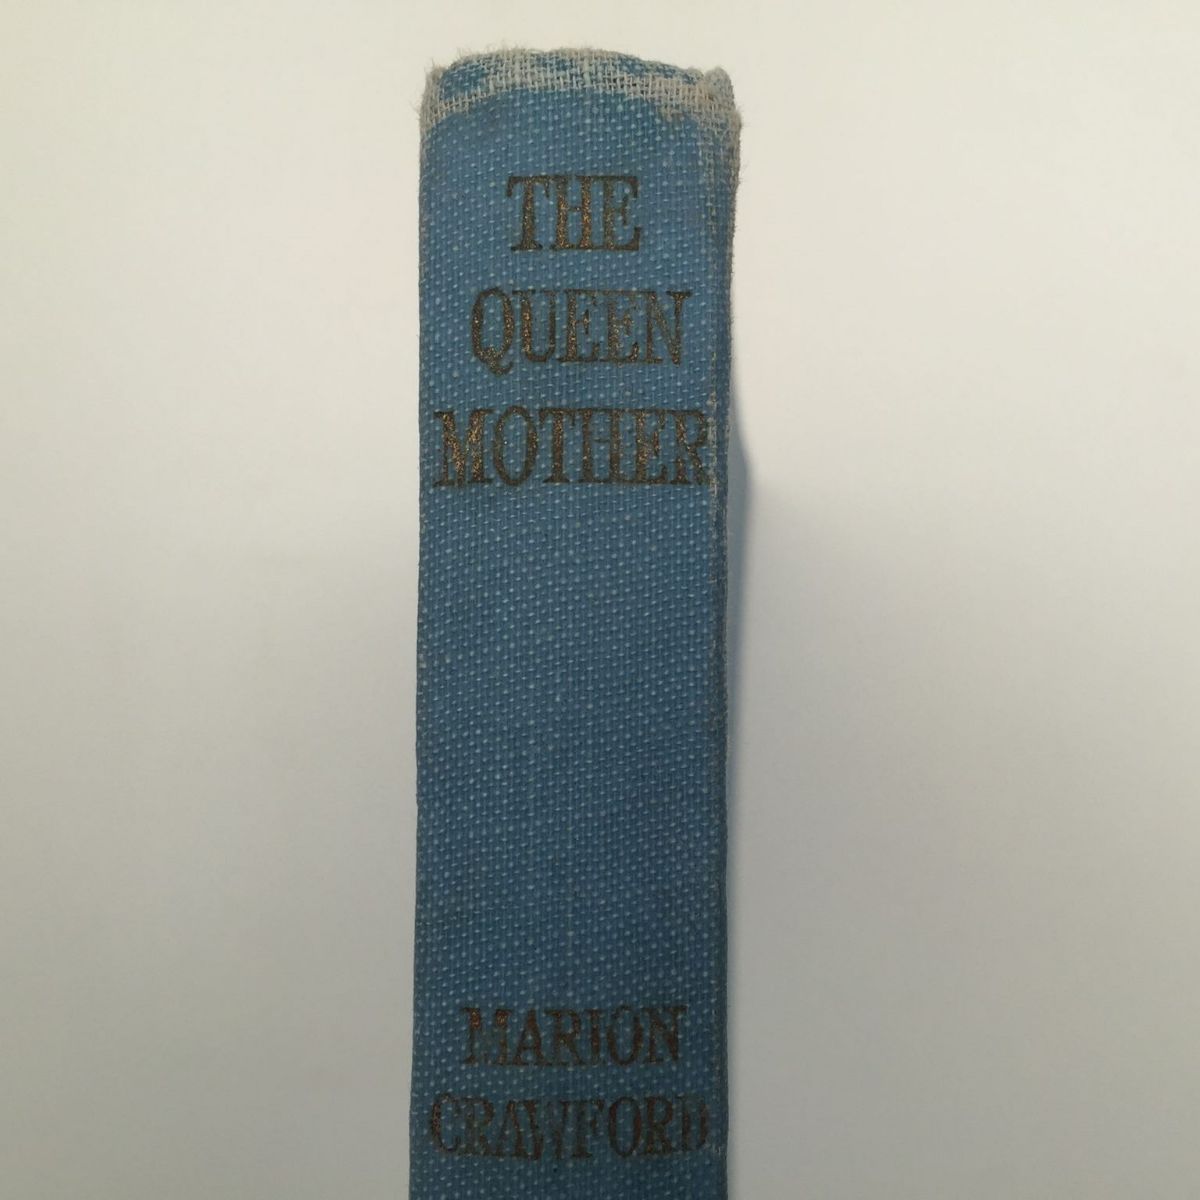 THE
QUEEN
MOTHER
MARION
CRAWFORD